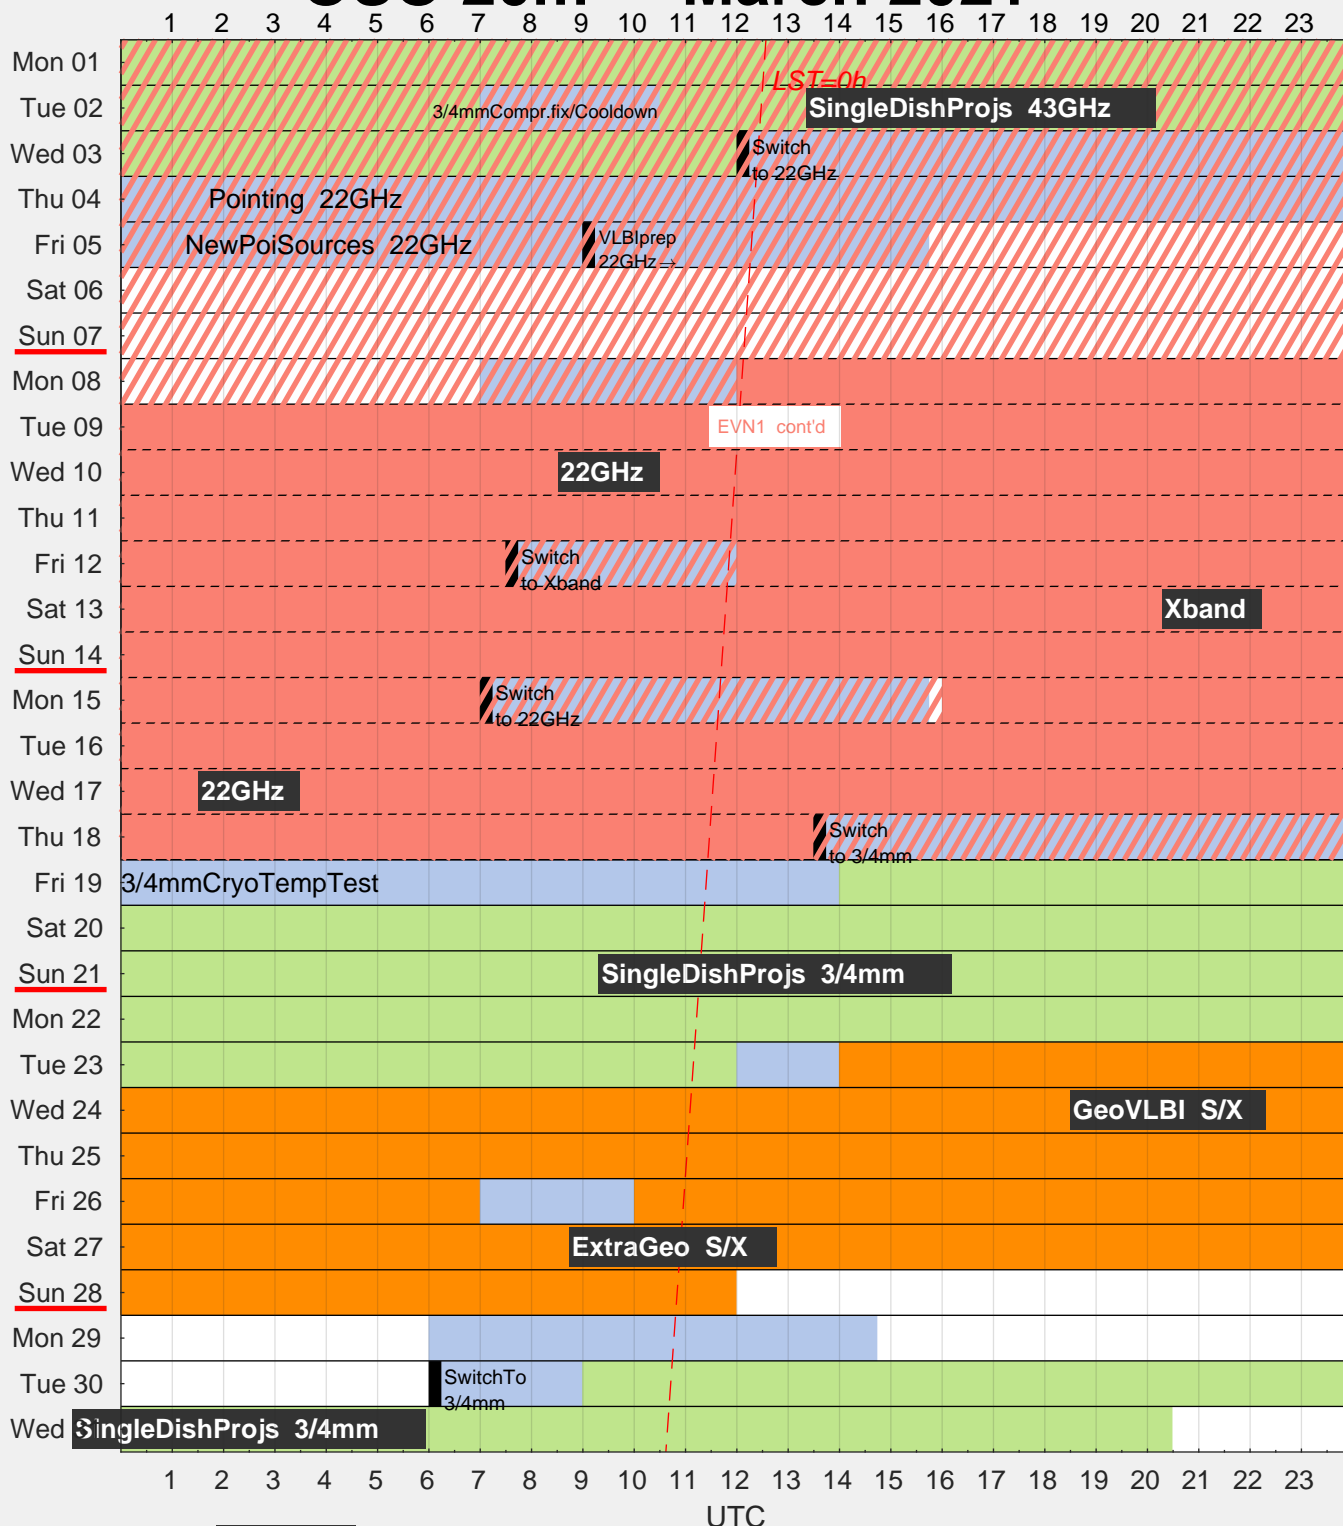 1 2 3 4 5 6 7 8 9 10 11 12 13 14 15 16 17 18 19 20 21 22 23
Mon 01
LST=0h
Tue 02
3/4mmCompr.fix/Cooldown
SingleDishProjs 43GHz
Wed 03
Switch
to 22GHz
Thu 04
Pointing 22GHz
Fri 05
NewPoiSources 22GHz
VLBIprep
22GHz→
Sat 06
Sun 07
Mon 08
Tue 09
EVN1 cont'd
Wed 10
22GHz
Thu 11
Fri 12
Switch
to Xband
Sat 13
Xband
Sun 14
Mon 15
Switch
to 22GHz
Tue 16
Wed 17
22GHz
Thu 18
Switch
to 3/4mm
Fri 19
3/4mmCryoTempTest
Sat 20
Sun 21
SingleDishProjs 3/4mm
Mon 22
Tue 23
Wed 24
GeoVLBI S/X
Thu 25
Fri 26
Sat 27
ExtraGeo S/X
Sun 28
Mon 29
Tue 30
SwitchTo
3/4mm
Wed
SingleDishProjs 3/4mm
1 2 3 4 5 6 7 8 9 10 11 12 13 14 15 16 17 18 19 20 21 22 23
UTC